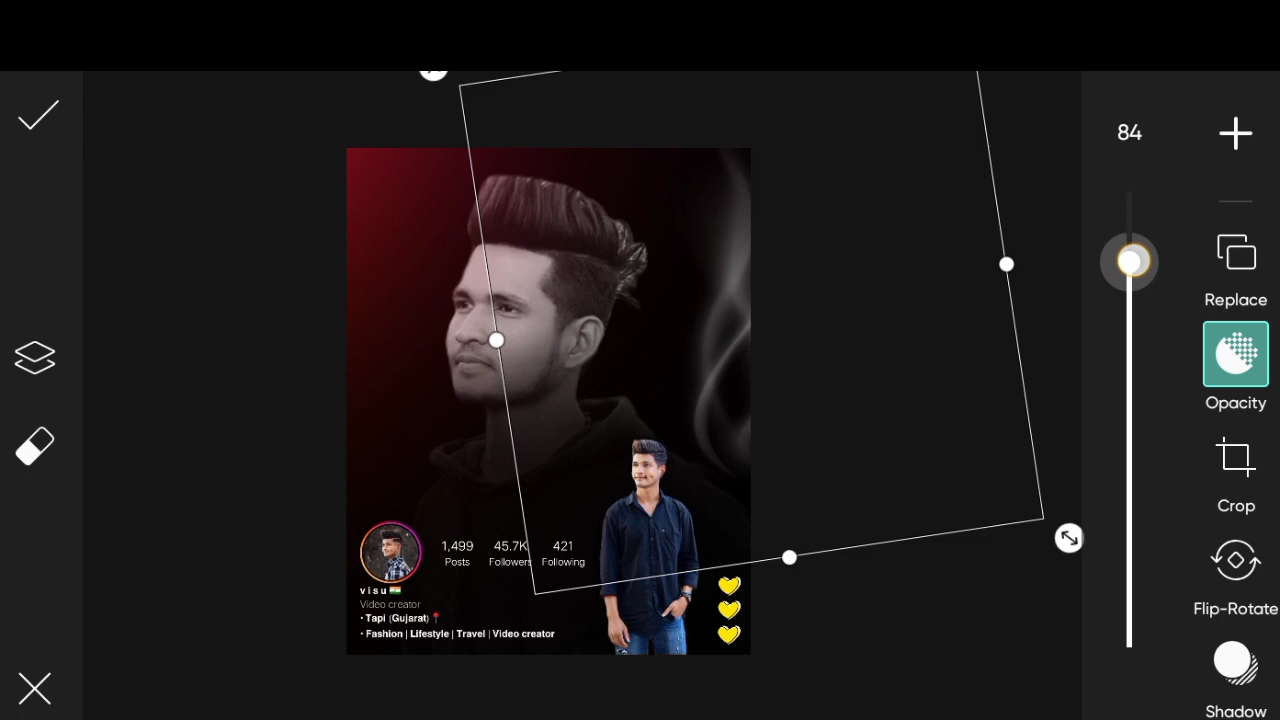 84
Replace
Opacity
Crop
Flip-Rotate
Shadow
1,499 45.7K 421
Posts Followers Following
v i s u
Video creator
• Tapi (Gujarat)
• Fashion | Lifestyle | Travel | Video creator